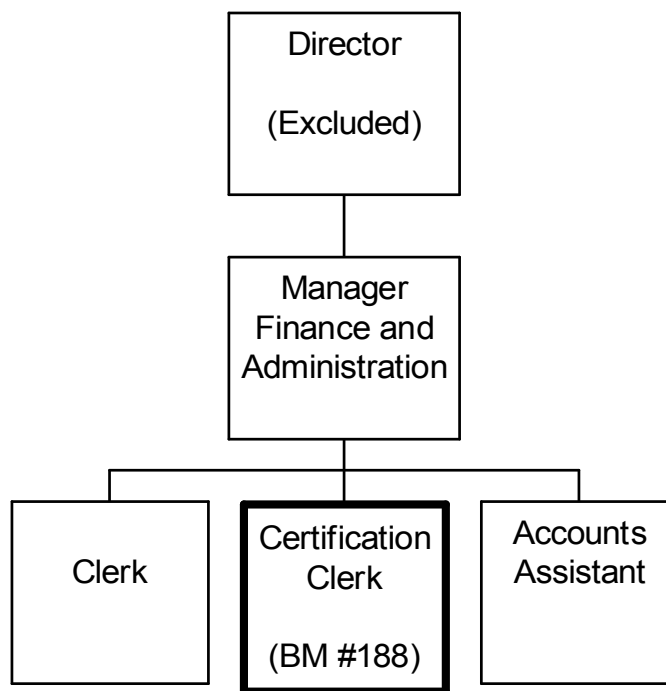 Director
(Excluded)
Manager
Finance and
Administration
Clerk
Certification
Clerk
(BM #188)
Accounts
Assistant